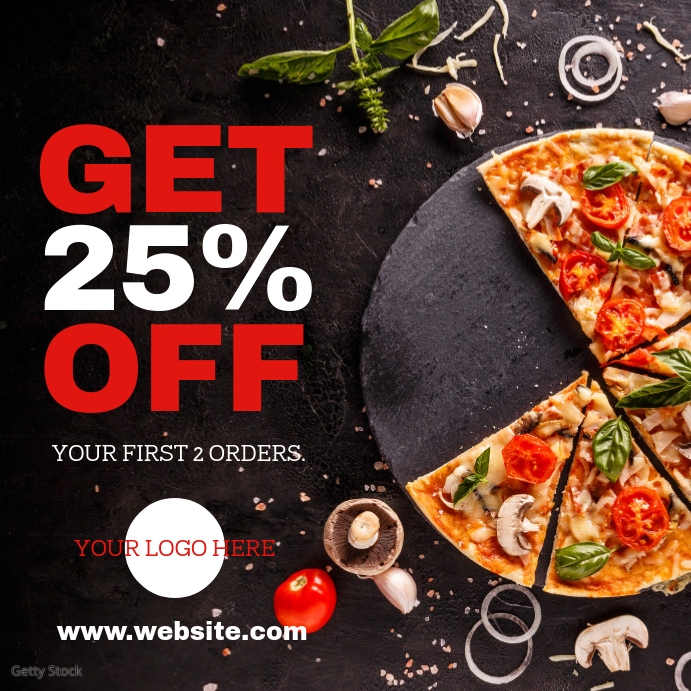 GET
25%
OFF
YOUR FIRST 2 ORDERS.
YOUR LOGO HERE
www.website.com
Getty Stock